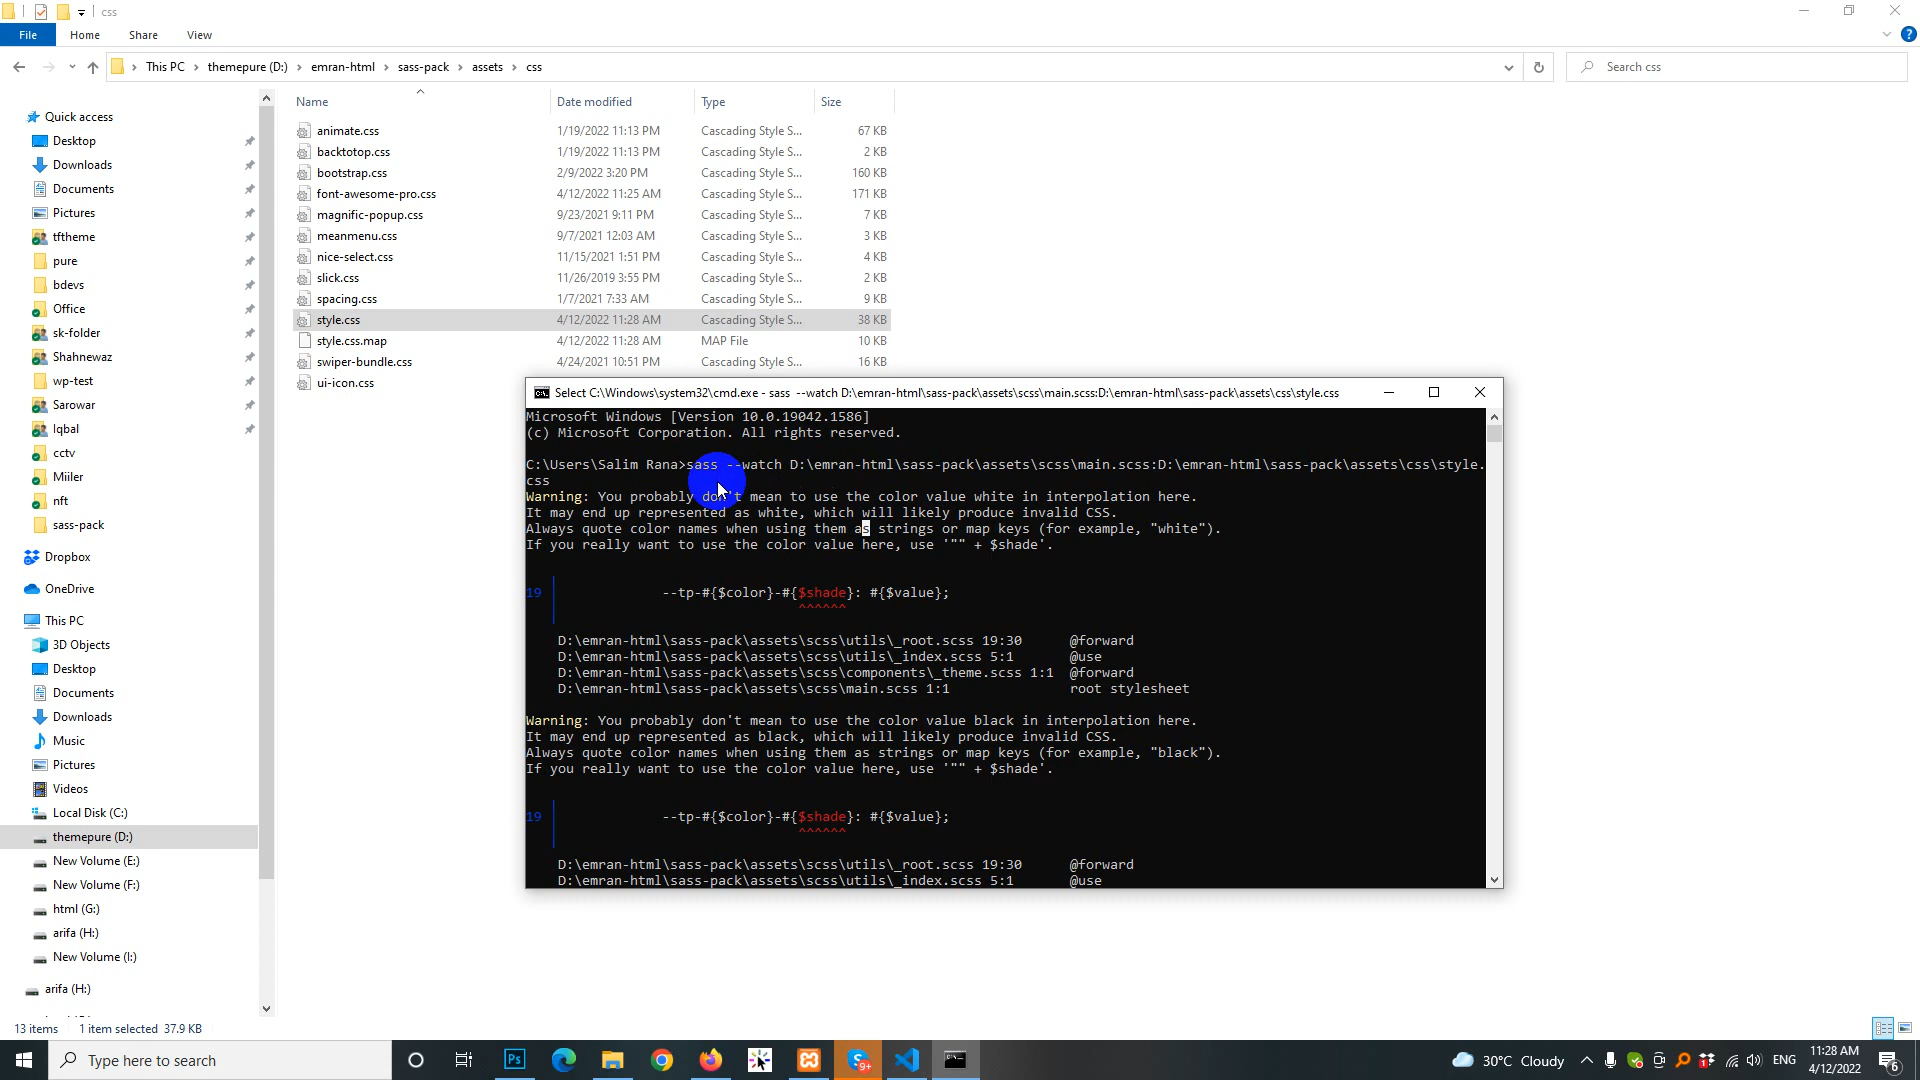 css
File
Home
Share
View
This PC
themepure (D:)
emran-html
sass-pack
assets
css
Search css
Quick access
Desktop
Downloads
Documents
Pictures
tftheme
pure
bdevs
Office
sk-folder
Shahnewaz
wp-test
Sarowar
Iqbal
cctv
Miiler
nft
sass-pack
Dropbox
OneDrive
This PC
3D Objects
Desktop
Documents
Downloads
Music
Pictures
Videos
Local Disk (C:)
themepure (D:)
New Volume (E:)
New Volume (F:)
html (G:)
arifa (H:)
New Volume (I:)
arifa (H:)
Name Date modified Type Size
animate.css 1/19/2022 11:13 PM Cascading Style S... 67 KB
backtotop.css 1/19/2022 11:13 PM Cascading Style S... 2 KB
bootstrap.css 2/9/2022 3:20 PM Cascading Style S... 160 KB
font-awesome-pro.css 4/12/2022 11:25 AM Cascading Style S... 171 KB
magnific-popup.css 9/23/2021 9:11 PM Cascading Style S... 7 KB
meanmenu.css 9/7/2021 12:03 AM Cascading Style S... 3 KB
nice-select.css 11/15/2021 1:51 PM Cascading Style S... 4 KB
slick.css 11/26/2019 3:55 PM Cascading Style S... 2 KB
spacing.css 1/7/2021 7:33 AM Cascading Style S... 9 KB
style.css 4/12/2022 11:28 AM Cascading Style S... 38 KB
style.css.map 4/12/2022 11:28 AM MAP File 10 KB
swiper-bundle.css 4/24/2021 10:51 PM Cascading Style S... 16 KB
ui-icon.css
Select C:\Windows\system32\cmd.exe - sass --watch D:\emran-html\sass-pack\assets\scss\main.scss:D:\emran-html\sass-pack\assets\css\style.css
Microsoft Windows [Version 10.0.19042.1586]
(c) Microsoft Corporation. All rights reserved.
C:\Users\Salim Rana>sass --watch D:\emran-html\sass-pack\assets\scss\main.scss:D:\emran-html\sass-pack\assets\css\style.
css
Warning: You probably don't mean to use the color value white in interpolation here.
It may end up represented as white, which will likely produce invalid CSS.
Always quote color names when using them as strings or map keys (for example, "white").
If you really want to use the color value here, use '"" + $shade'.
19 --tp-#{$color}-#{$shade}: #{$value};
^^^^^^
D:\emran-html\sass-pack\assets\scss\utils\_root.scss 19:30 @forward
D:\emran-html\sass-pack\assets\scss\utils\_index.scss 5:1 @use
D:\emran-html\sass-pack\assets\scss\components\_theme.scss 1:1 @forward
D:\emran-html\sass-pack\assets\scss\main.scss 1:1 root stylesheet
Warning: You probably don't mean to use the color value black in interpolation here.
It may end up represented as black, which will likely produce invalid CSS.
Always quote color names when using them as strings or map keys (for example, "black").
If you really want to use the color value here, use '"" + $shade'.
19 --tp-#{$color}-#{$shade}: #{$value};
^^^^^^
D:\emran-html\sass-pack\assets\scss\utils\_root.scss 19:30 @forward
D:\emran-html\sass-pack\assets\scss\utils\_index.scss 5:1 @use
13 items 1 item selected 37.9 KB
Type here to search
Ps
9+
30°C Cloudy
ENG
11:28 AM
4/12/2022
6